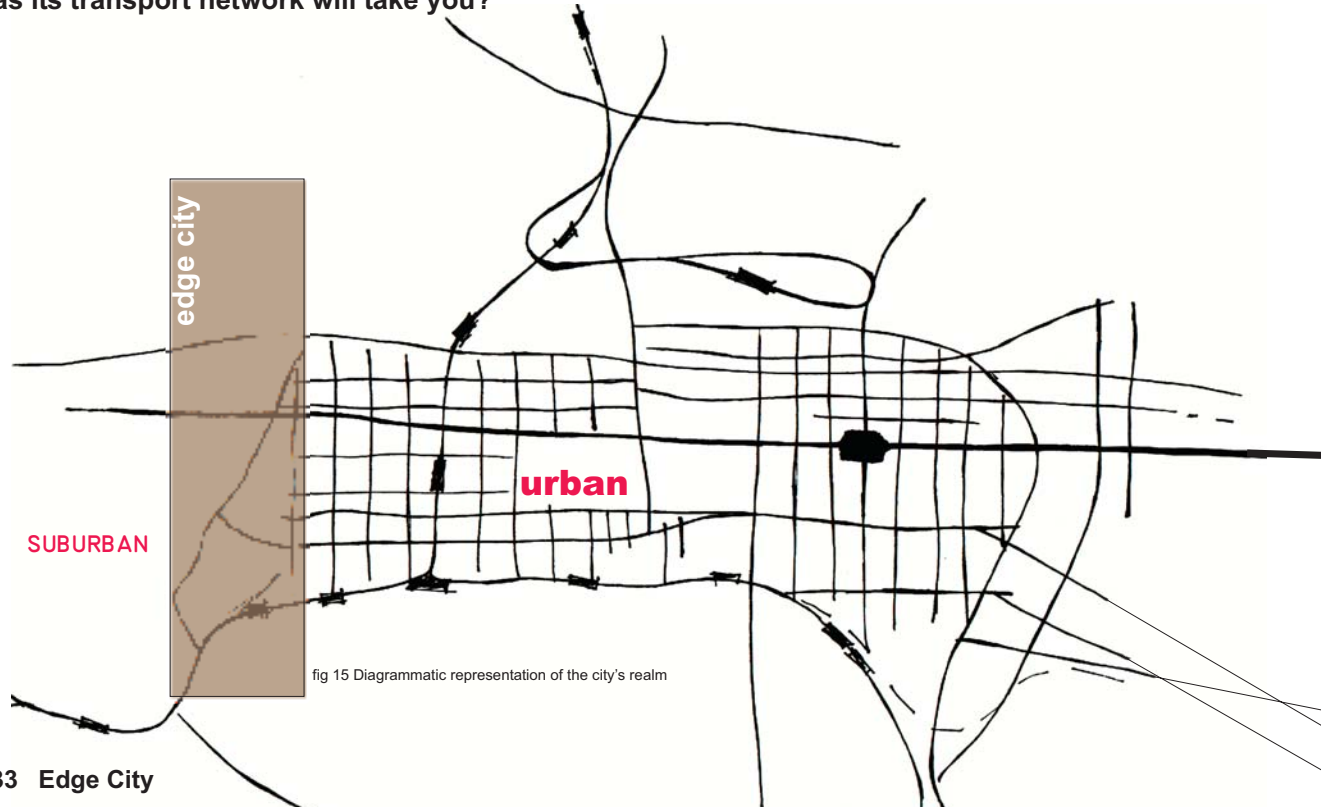 as its transport network will take you?
edge city
urban
SUBURBAN
fig 15 Diagrammatic representation of the city's realm
33 Edge City